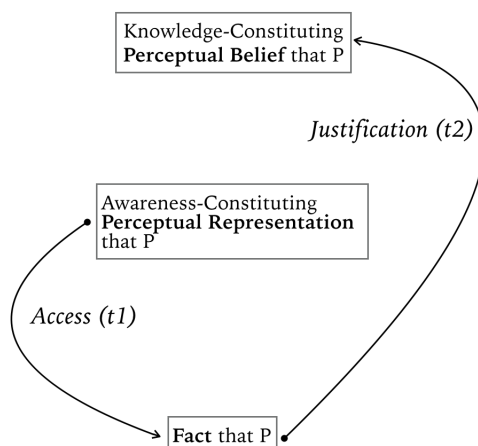 Knowledge-Constituting
Perceptual Belief that P
Justification (t2)
Awareness-Constituting
Perceptual Representation
that P
Access (t1)
Fact that P